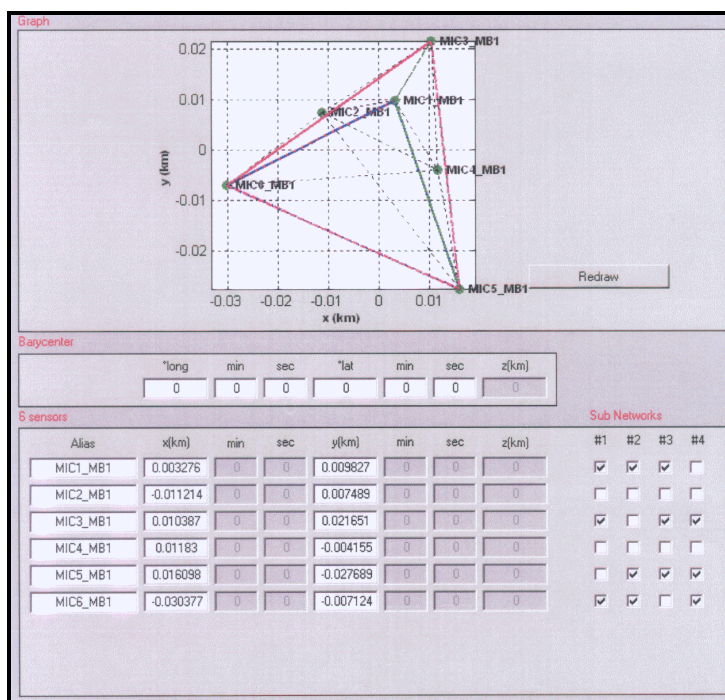 Graph
MIC3_MB1
0.02
0.01
MIC1_MB1
MIC2_MB1
y (km)
0
MIC4_MB1
MIC6_MB1
-0.01
-0.02
MIC5_MB1
Redraw
-0.03 -0.02 -0.01 0 0.01
x (km)
Barycenter
*long min sec *lat min sec z(km)
0 0 0 0 0 0 0
6 sensors Sub Networks
Alias x(km) min sec y(km) min sec z(km) #1 #2 #3 #4
MIC1_MB1 0.003276 0 0 0.009827 0 0 0
MIC2_MB1 -0.011214 0 0 0.007489 0 0 0
MIC3_MB1 0.010387 0 0 0.021651 0 0 0
MIC4_MB1 0.01183 0 0 -0.004155 0 0 0
MIC5_MB1 0.016098 0 0 -0.027689 0 0 0
MIC6_MB1 -0.030377 0 0 -0.007124 0 0 0